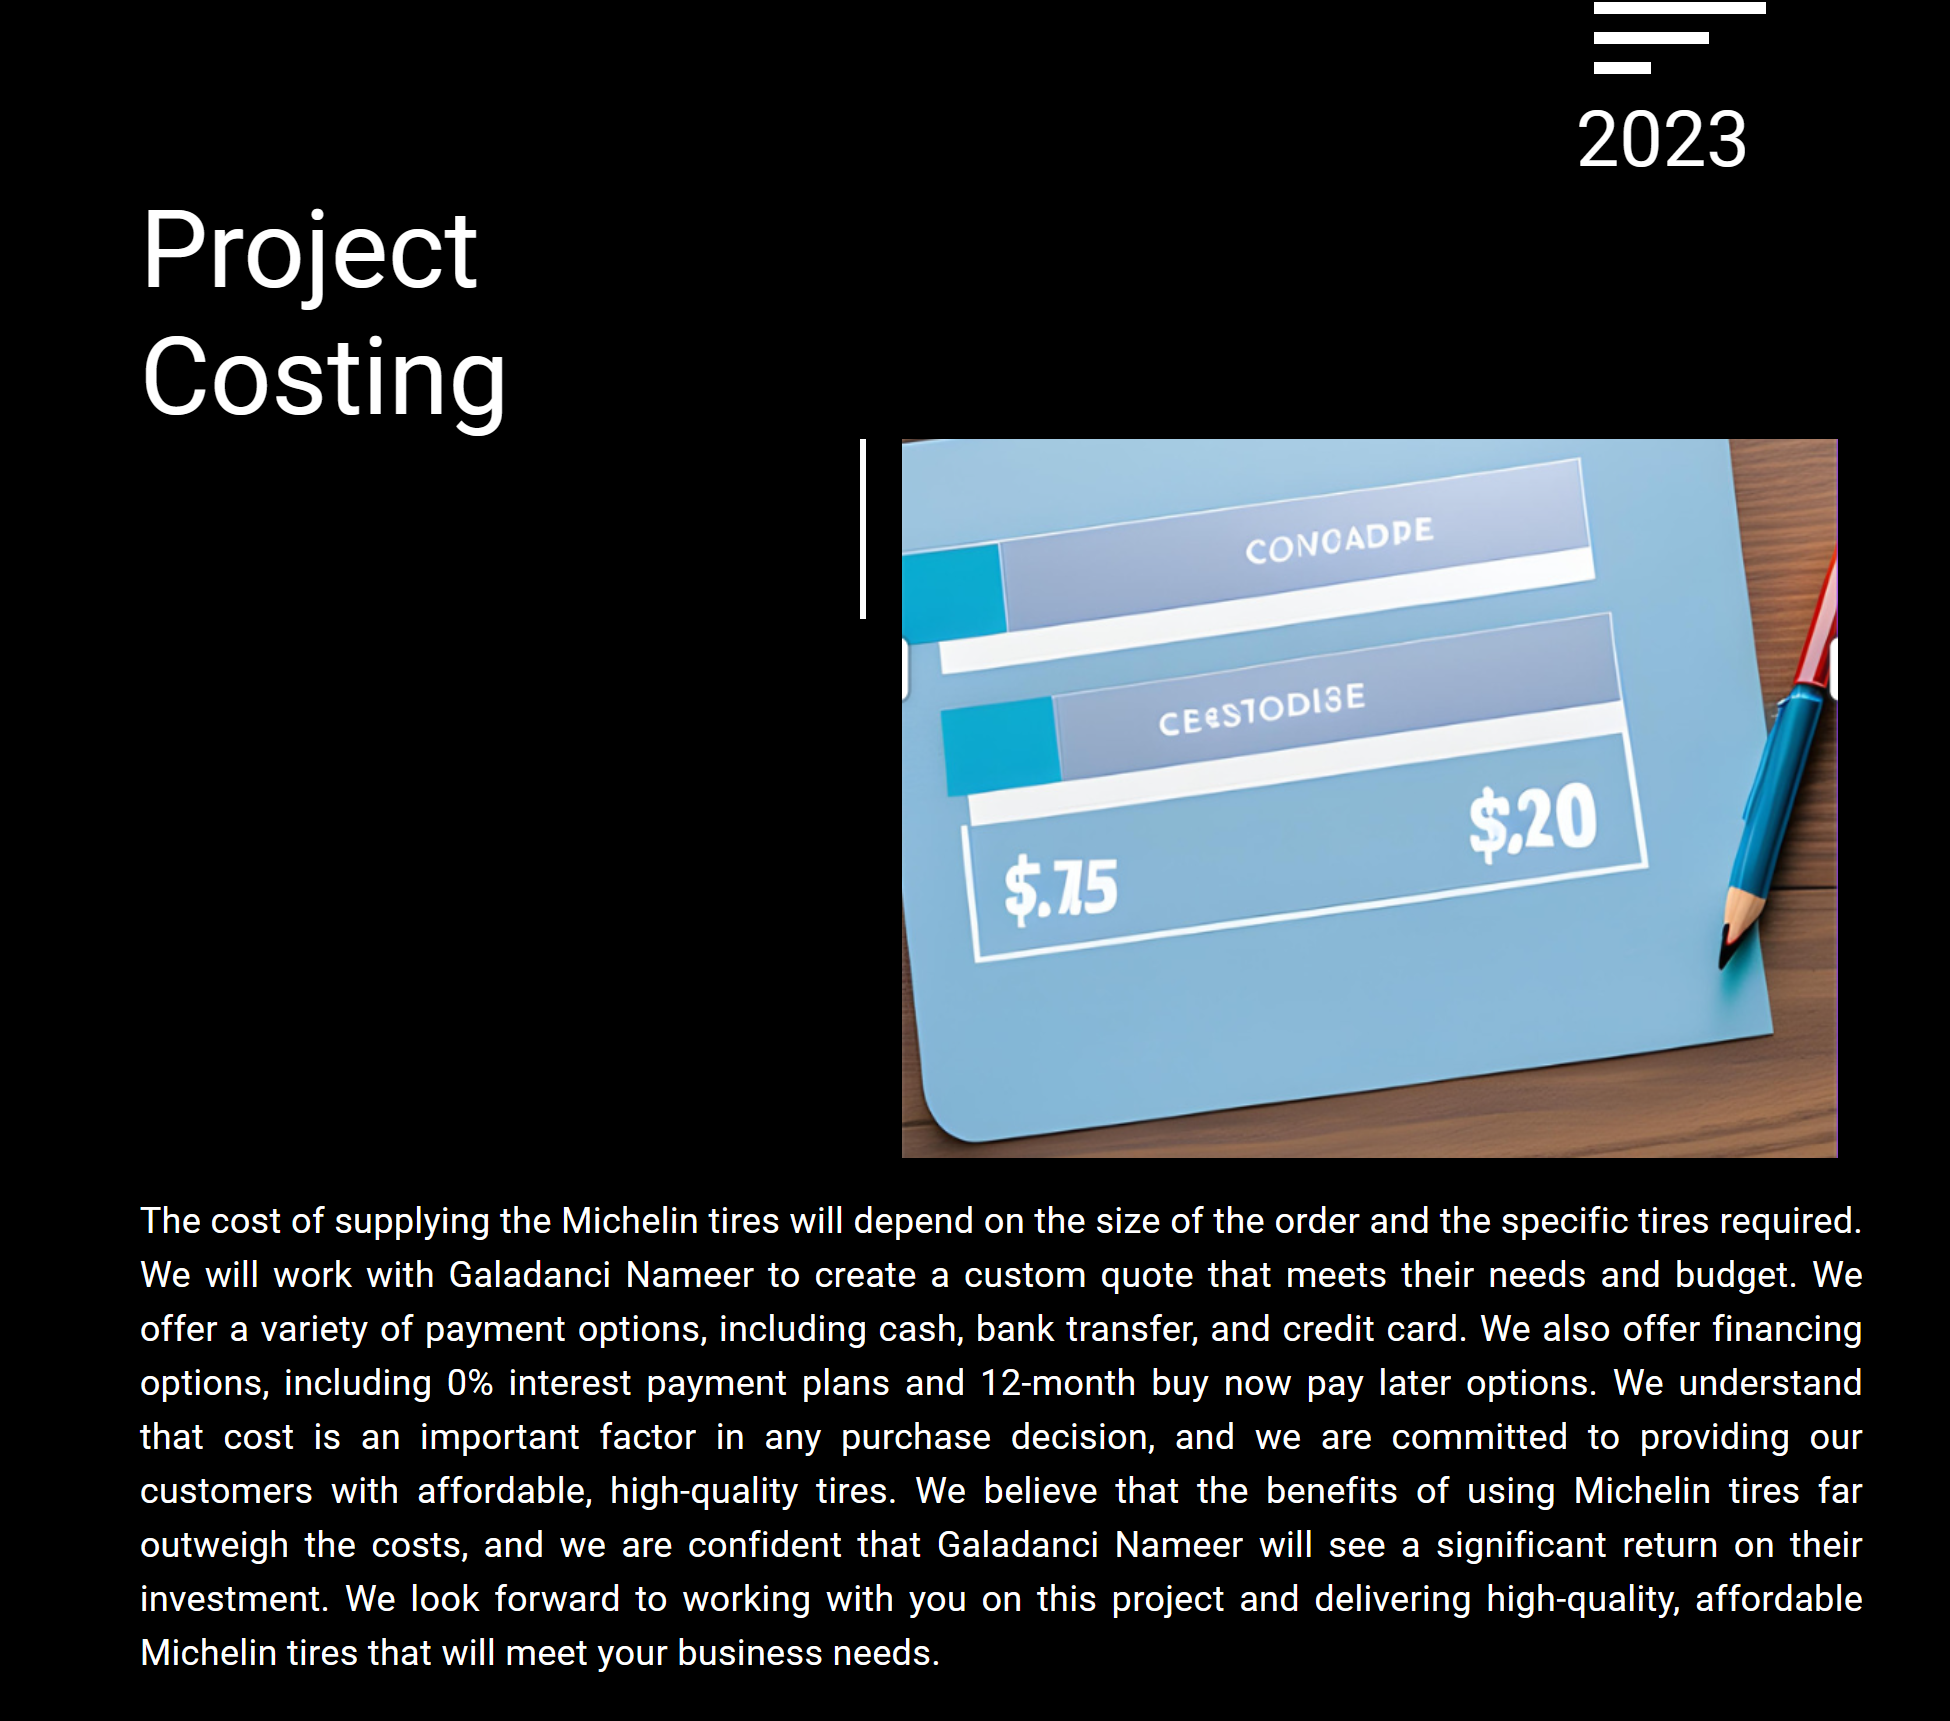 2023
Project
Costing
CONOADPE
$.75
$.20
The cost of supplying the Michelin tires will depend on the size of the order and the specific tires required.
We will work with Galadanci Nameer to create a custom quote that meets their needs and budget. We
offer a variety of payment options, including cash, bank transfer, and credit card. We also offer financing
options, including 0% interest payment plans and 12-month buy now pay later options. We understand
that cost is an important factor in any purchase decision, and we are committed to providing our
customers with affordable, high-quality tires. We believe that the benefits of using Michelin tires far
outweigh the costs, and we are confident that Galadanci Nameer will see a significant return on their
investment. We look forward to working with you on this project and delivering high-quality, affordable
Michelin tires that will meet your business needs.